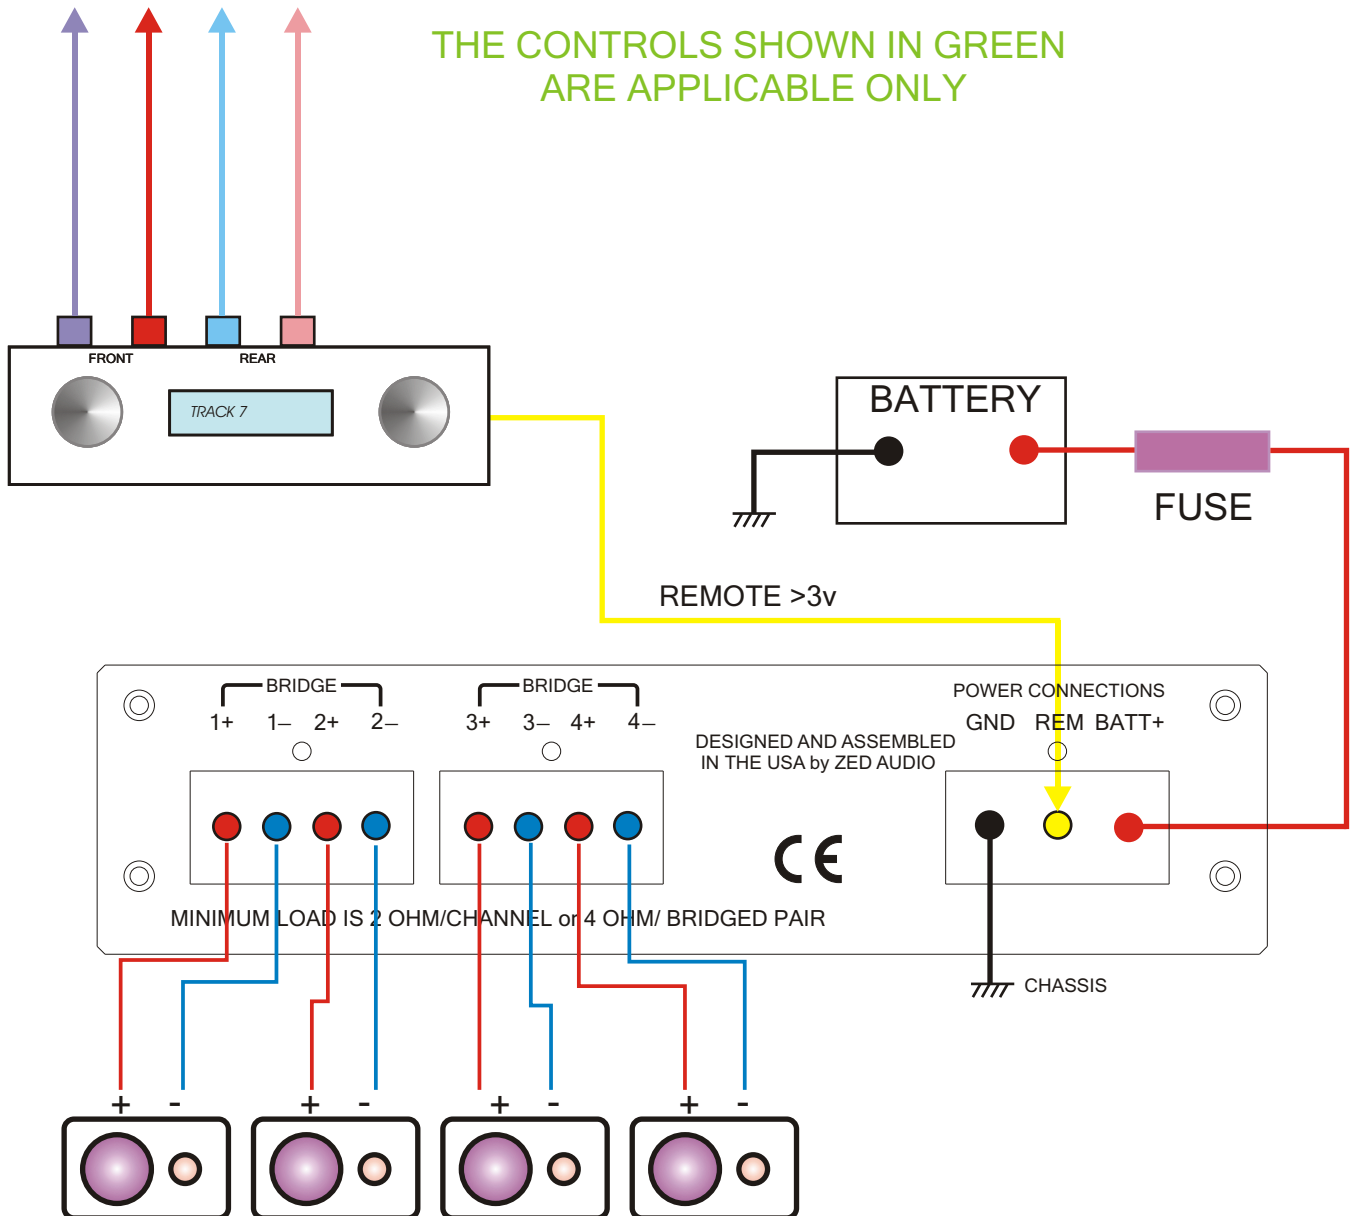 THE CONTROLS SHOWN IN GREEN
ARE APPLICABLE ONLY
FRONT REAR
TRACK 7
BATTERY
FUSE
REMOTE >3v
BRIDGE
1+ 1– 2+ 2–
BRIDGE
3+ 3– 4+ 4–
DESIGNED AND ASSEMBLED
IN THE USA by ZED AUDIO
POWER CONNECTIONS
GND REM BATT+
CE
MINIMUM LOAD IS 2 OHM/CHANNEL or 4 OHM/ BRIDGED PAIR
CHASSIS
+ - + - + - + -